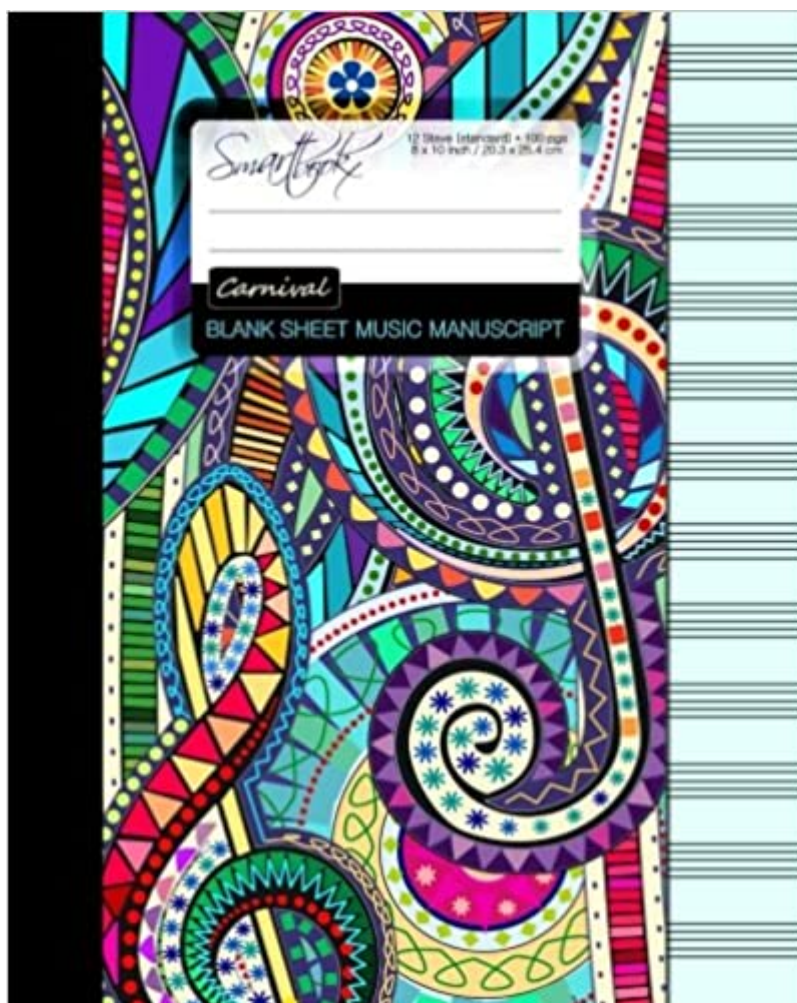 Smartbookx
12 Stave (standard) • 100 pgs
8 x 10 inch / 20.3 x 25.4 cm
Carnival
BLANK SHEET MUSIC MANUSCRIPT